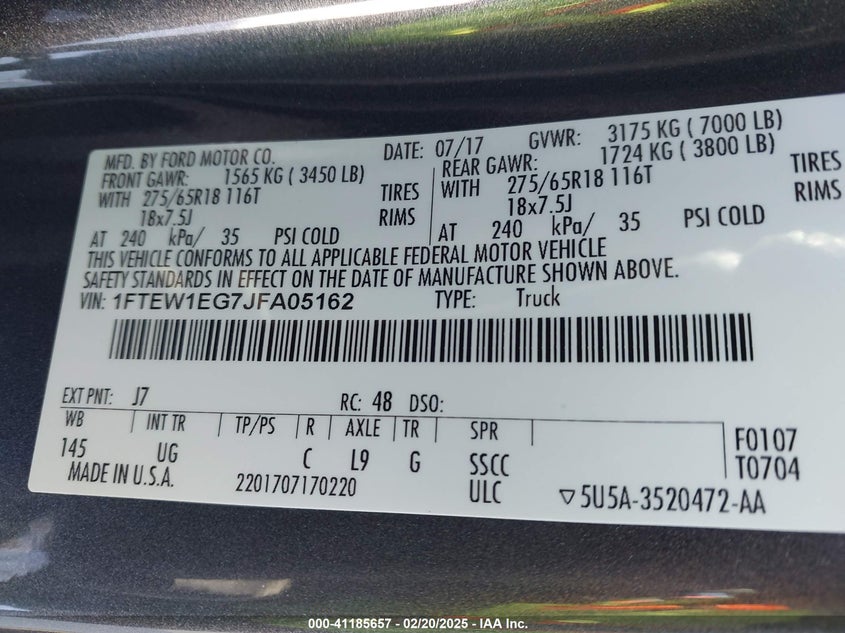 MFD. BY FORD MOTOR CO. DATE: 07/17 GVWR: 3175 KG ( 7000 LB)
FRONT GAWR: 1565 KG ( 3450 LB) REAR GAWR: 1724 KG ( 3800 LB)
WITH 275/65R18 116T TIRES WITH 275/65R18 116T TIRES
18x7.5J RIMS 18x7.5J RIMS
AT 240 kPa/ 35 PSI COLD AT 240 kPa/ 35 PSI COLD
THIS VEHICLE CONFORMS TO ALL APPLICABLE FEDERAL MOTOR VEHICLE
SAFETY STANDARDS IN EFFECT ON THE DATE OF MANUFACTURE SHOWN ABOVE.
VIN: 1FTEW1EG7JFA05162 TYPE: Truck
EXT PNT: J7 RC: 48 DSO:
WB INT TR TP/PS R AXLE TR SPR F0107
145 UG C L9 G SSCC T0704
MADE IN U.S.A. 2201707170220 ULC ▽5U5A-3520472-AA
000-41185657 - 02/20/2025 - IAA Inc.